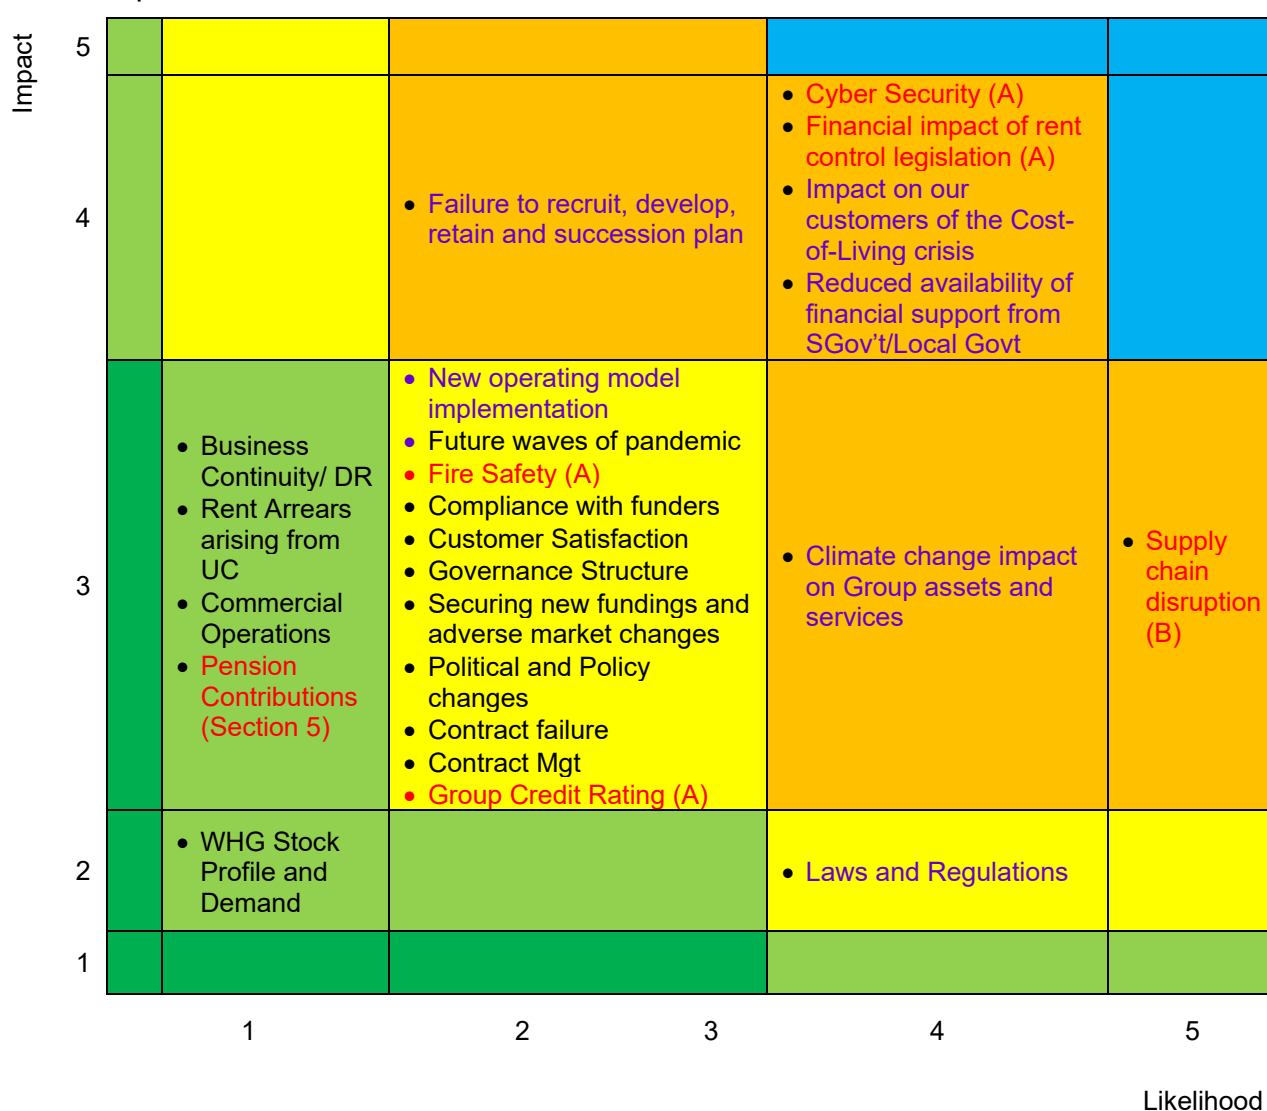 Impact
5
• Cyber Security (A)
• Financial impact of rent
control legislation (A)
• Impact on our
customers of the Cost-
of-Living crisis
• Reduced availability of
financial support from
SGov’t/Local Govt
4
• Failure to recruit, develop,
retain and succession plan
3
• Business
Continuity/ DR
• Rent Arrears
arising from
UC
• Commercial
Operations
• Pension
Contributions
(Section 5)
• New operating model
implementation
• Future waves of pandemic
• Fire Safety (A)
• Compliance with funders
• Customer Satisfaction
• Governance Structure
• Securing new fundings and
adverse market changes
• Political and Policy
changes
• Contract failure
• Contract Mgt
• Group Credit Rating (A)
• Climate change impact
on Group assets and
services
• Supply
chain
disruption
(B)
2
• WHG Stock
Profile and
Demand
• Laws and Regulations
1
1 2 3 4 5
Likelihood